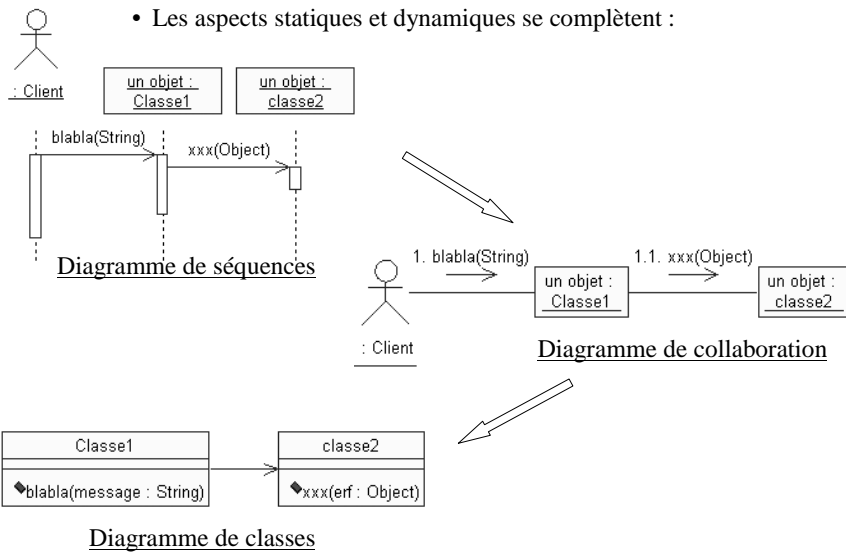 • Les aspects statiques et dynamiques se complètent :
: Client
un objet :
Classe1
un objet :
classe2
blabla(String)
xxx(Object)
Diagramme de séquences
1. blabla(String)
1.1. xxx(Object)
un objet :
Classe1
un objet :
classe2
: Client
Diagramme de collaboration
Classe1
blabla(message : String)
classe2
xxx(erf : Object)
Diagramme de classes